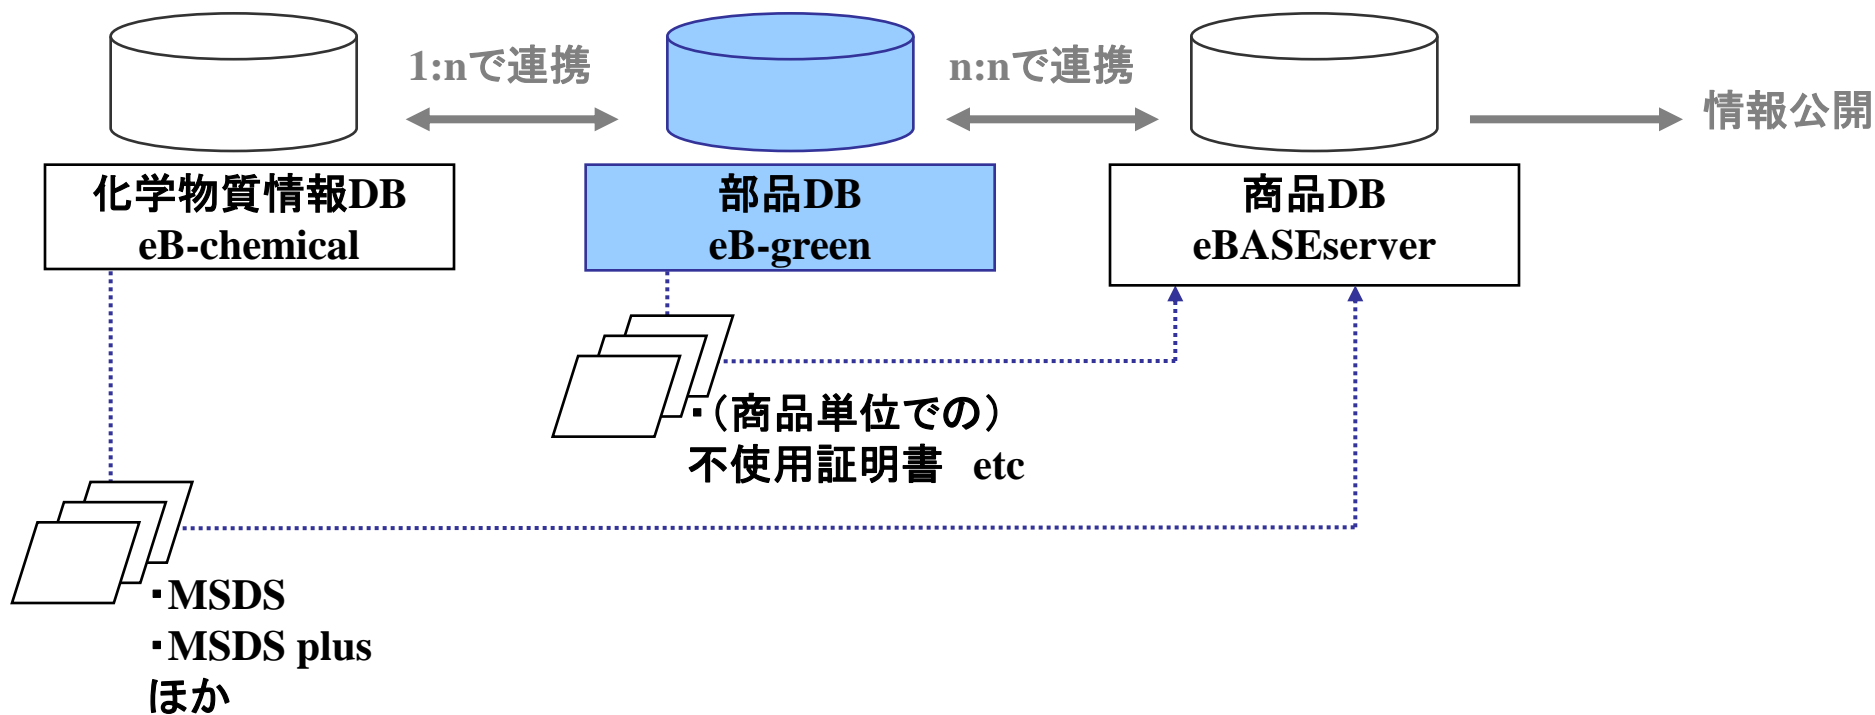 1:nで連携
n:nで連携
情報公開
化学物質情報DB
eB-chemical
部品DB
eB-green
商品DB
eBASEserver
・（商品単位での）
不使用証明書 etc
・MSDS
・MSDS plus
ほか